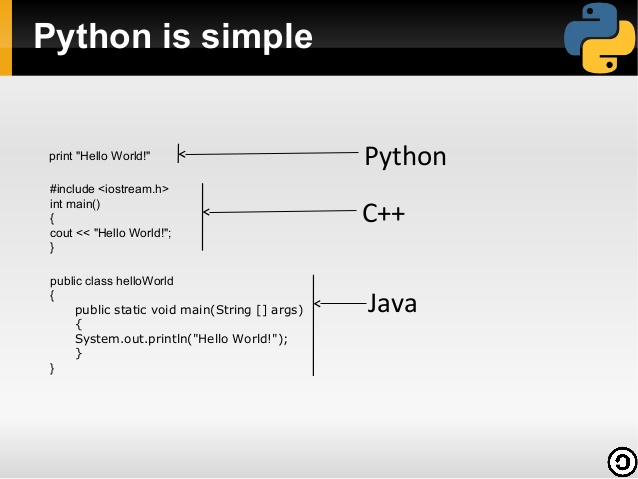 Python is simple
print "Hello World!"
Python
#include <iostream.h>
int main()
{
cout << "Hello World!";
}
C++
public class helloWorld
{
public static void main(String [] args)
{
System.out.println("Hello World!");
}
}
Java